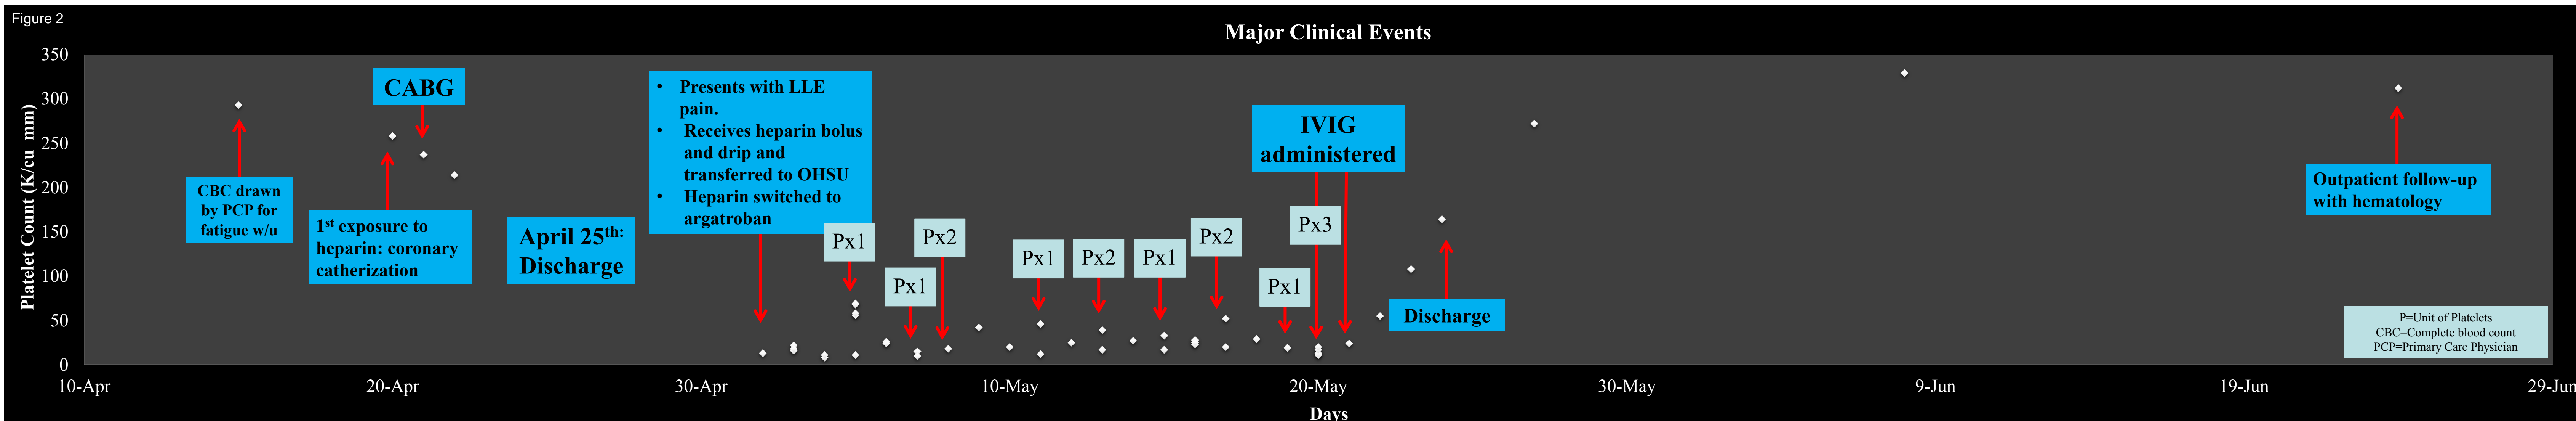 Figure 2
Major Clinical Events
Platelet Count (K/cu mm)
350
300
250
200
150
100
50
0
CBC drawn
by PCP for
fatigue w/u
1st exposure to
heparin: coronary
catherization
CABG
April 25th:
Discharge
• Presents with LLE
pain.
• Receives heparin bolus
and drip and
transferred to OHSU
• Heparin switched to
argatroban
Px1
Px1
Px2
Px1
Px2
Px1
Px2
Px1
Px3
IVIG
administered
Discharge
Outpatient follow-up
with hematology
P=Unit of Platelets
CBC=Complete blood count
PCP=Primary Care Physician
10-Apr
20-Apr
30-Apr
10-May
20-May
30-May
9-Jun
19-Jun
29-Jun
Days